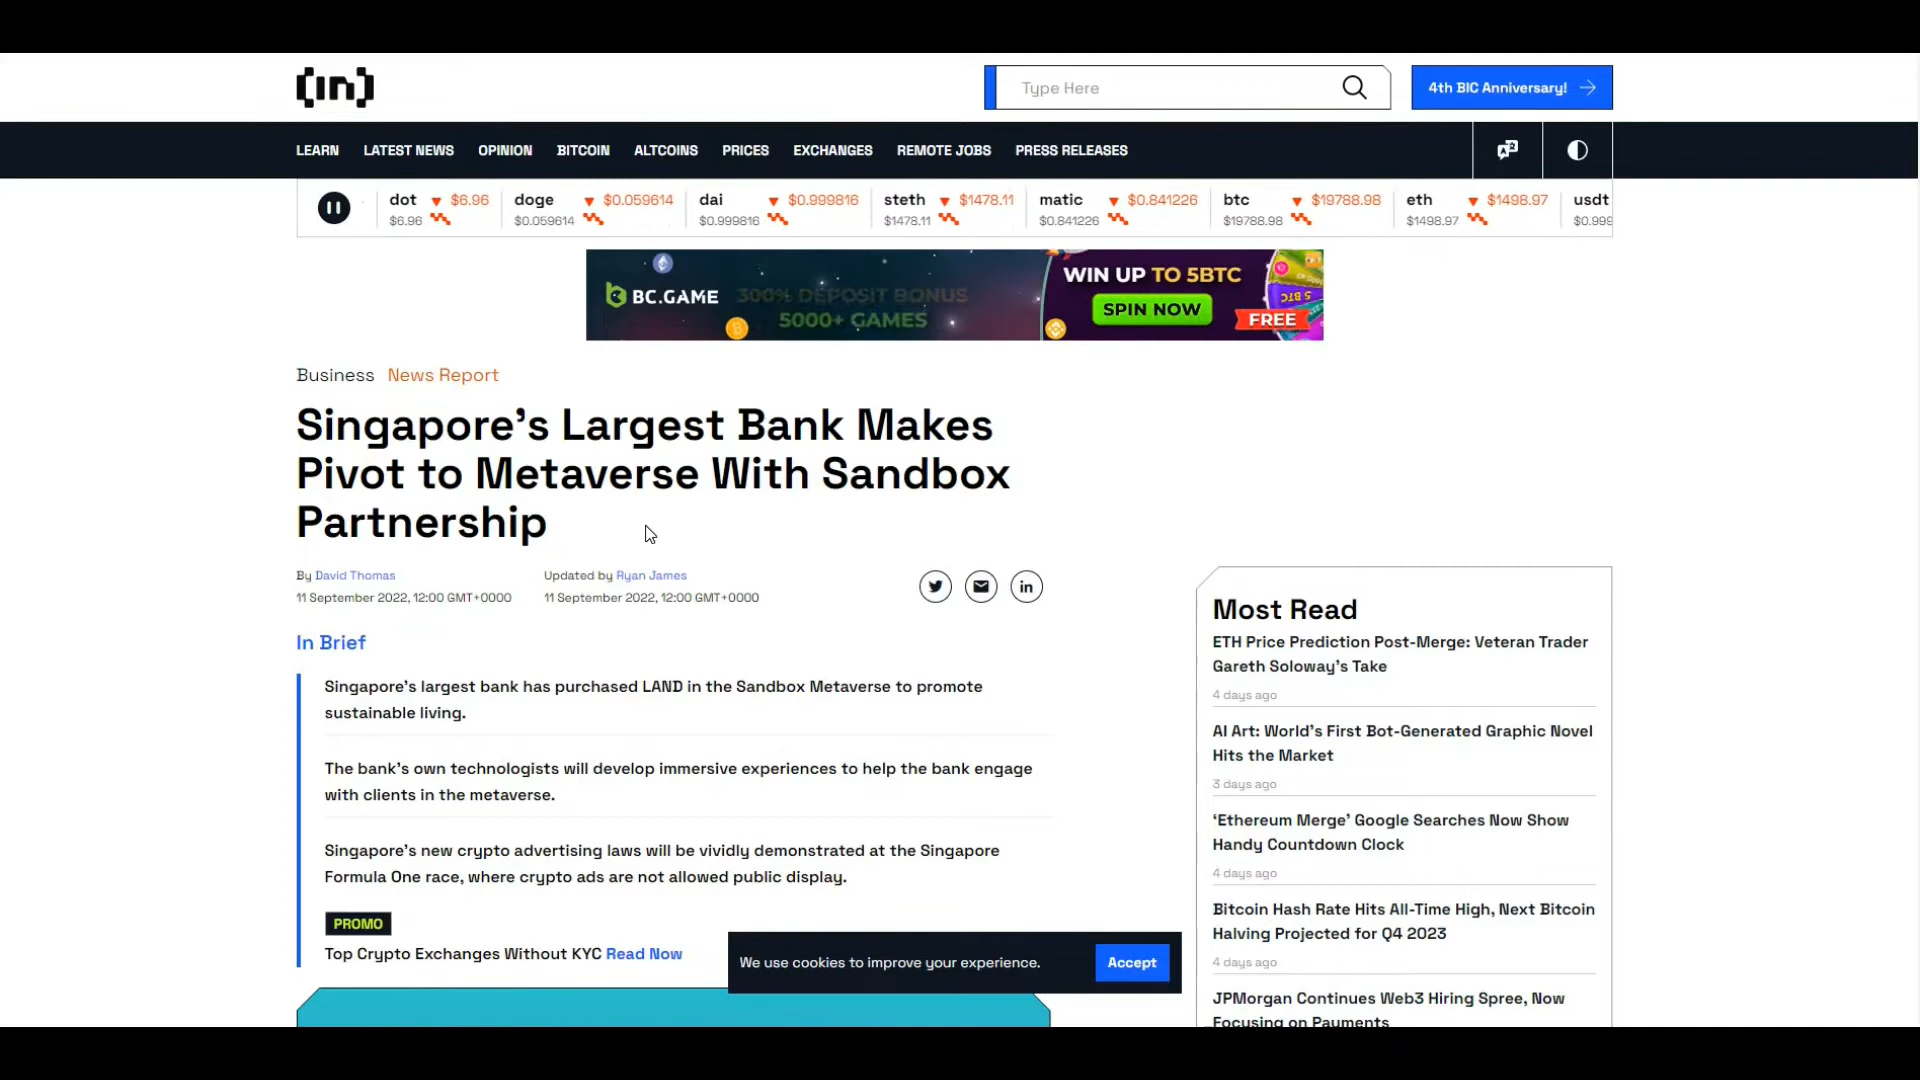 [in]
Type Here
4th BIC Anniversary!
LEARN LATEST NEWS OPINION BITCOIN ALTCOINS PRICES EXCHANGES REMOTE JOBS PRESS RELEASES
dot $6.96 doge $0.059614 dai $0.999816 steth $1478.11 matic $0.841226 btc $19788.98 eth $1498.97 usdt
$6.96 $0.059614 $0.999816 $1478.11 $0.841226 $19788.98 $1498.97 $0.999
BC.GAME
300% DEPOSIT BONUS
5000+ GAMES
WIN UP TO 5BTC
SPIN NOW
FREE
Business News Report
Singapore’s Largest Bank Makes
Pivot to Metaverse With Sandbox
Partnership
By David Thomas
11 September 2022, 12:00 GMT+0000
Updated by Ryan James
11 September 2022, 12:00 GMT+0000
In Brief
Singapore’s largest bank has purchased LAND in the Sandbox Metaverse to promote
sustainable living.
The bank’s own technologists will develop immersive experiences to help the bank engage
with clients in the metaverse.
Singapore’s new crypto advertising laws will be vividly demonstrated at the Singapore
Formula One race, where crypto ads are not allowed public display.
PROMO
Top Crypto Exchanges Without KYC Read Now
We use cookies to improve your experience.
Accept
Most Read
ETH Price Prediction Post-Merge: Veteran Trader
Gareth Soloway’s Take
4 days ago
AI Art: World’s First Bot-Generated Graphic Novel
Hits the Market
3 days ago
‘Ethereum Merge’ Google Searches Now Show
Handy Countdown Clock
4 days ago
Bitcoin Hash Rate Hits All-Time High, Next Bitcoin
Halving Projected for Q4 2023
4 days ago
JPMorgan Continues Web3 Hiring Spree, Now
Focusing on Payments